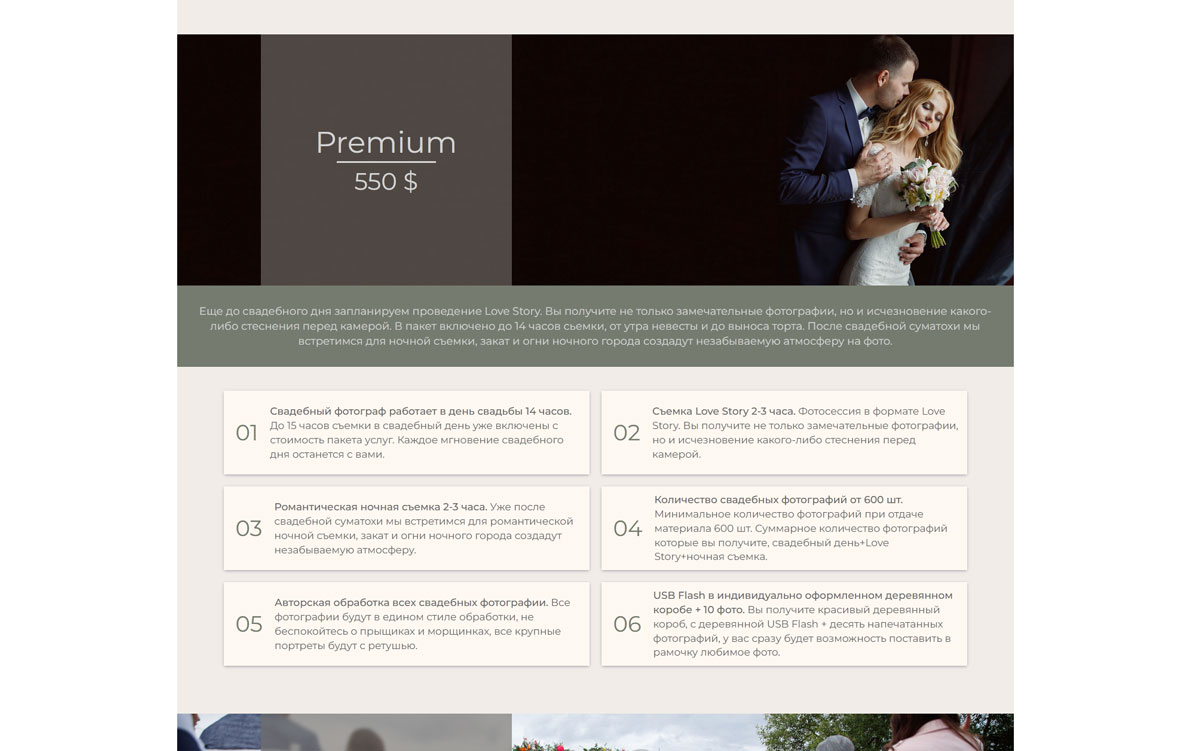 Premium
550 $
Еще до свадебного дня запланируем проведение Love Story. Вы получите не только замечательные фотографии, но и исчезновение какого-
либо стеснения перед камерой. В пакет включено до 14 часов сьемки, от утра невесты и до выноса торта. После свадебной суматохи мы
встретимся для ночной съемки, закат и огни ночного города создадут незабываемую атмосферу на фото.
01
Свадебный фотограф работает в день свадьбы 14 часов.
До 15 часов съемки в свадебный день уже включены с
стоимость пакета услуг. Каждое мгновение свадебного
дня останется с вами.
02
Съемка Love Story 2-3 часа. Фотосессия в формате Love
Story. Вы получите не только замечательные фотографии,
но и исчезновение какого-либо стеснения перед
камерой.
03
Романтическая ночная съемка 2-3 часа. Уже после
свадебной суматохи мы встретимся для романтической
ночной съемки, закат и огни ночного города создадут
незабываемую атмосферу.
04
Количество свадебных фотографий от 600 шт.
Минимальное количество фотографий при отдаче
материала 600 шт. Суммарное количество фотографий
которые вы получите, свадебный день+Love
Story+ночная съемка.
05
Авторская обработка всех свадебных фотографии. Все
фотографии будут в едином стиле обработки, не
беспокойтесь о прыщиках и морщинках, все крупные
портреты будут с ретушью.
06
USB Flash в индивидуально оформленном деревянном
коробе + 10 фото. Вы получите красивый деревянный
короб, с деревянной USB Flash + десять напечатанных
фотографий, у вас сразу будет возможность поставить в
рамочку любимое фото.